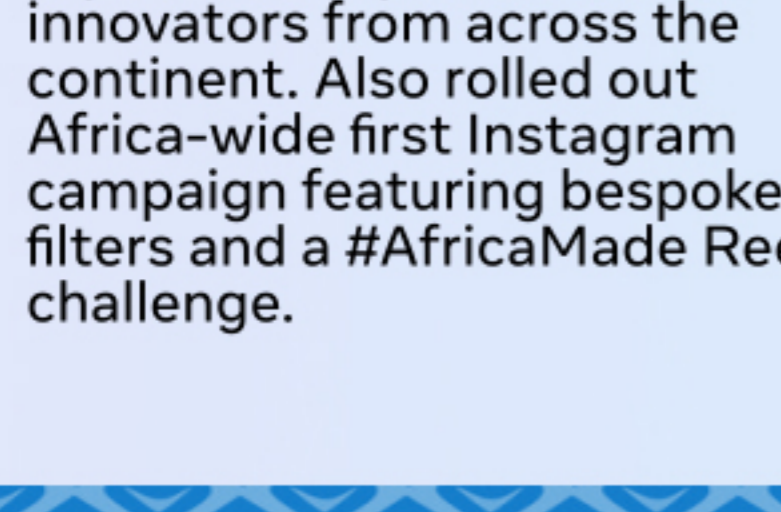 innovators from across the
continent. Also rolled out
Africa-wide first Instagram
campaign featuring bespoke
filters and a #AfricaMade
challenge.